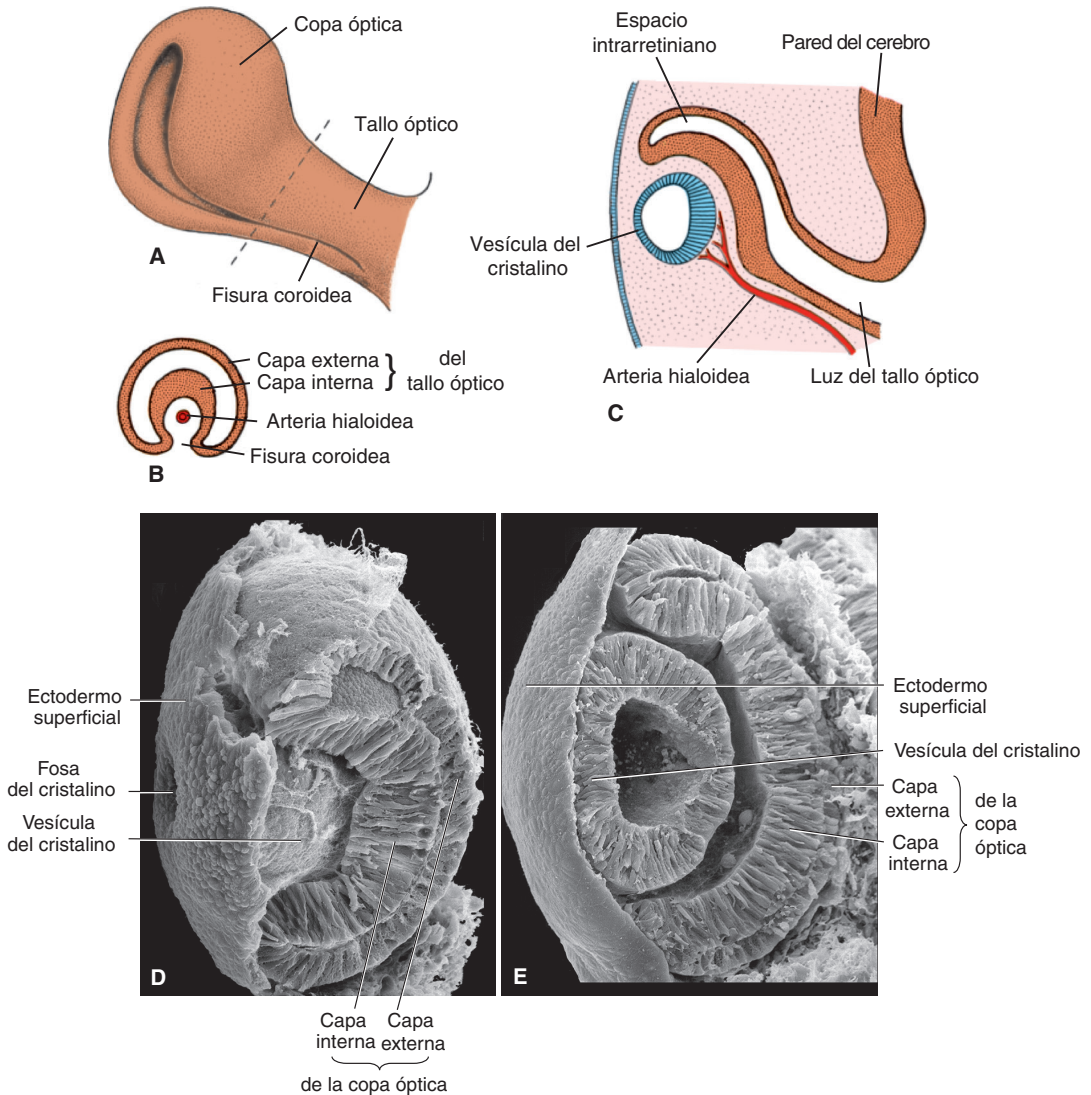 Copa óptica
Tallo óptico
A
Fisura coroidea
Capa externa
Capa interna
}
del
tallo óptico
Arteria hialoidea
Fisura coroidea
B
Espacio
intrarretiniano
Pared del cerebro
Vesícula del
cristalino
Arteria hialoidea
Luz del tallo óptico
C
Ectodermo
superficial
Fosa
del cristalino
Vesícula
del cristalino
D
Capa
interna
Capa
externa
de la copa óptica
E
Ectodermo
superficial
Vesícula del cristalino
Capa
externa
Capa
interna
de la
copa
óptica